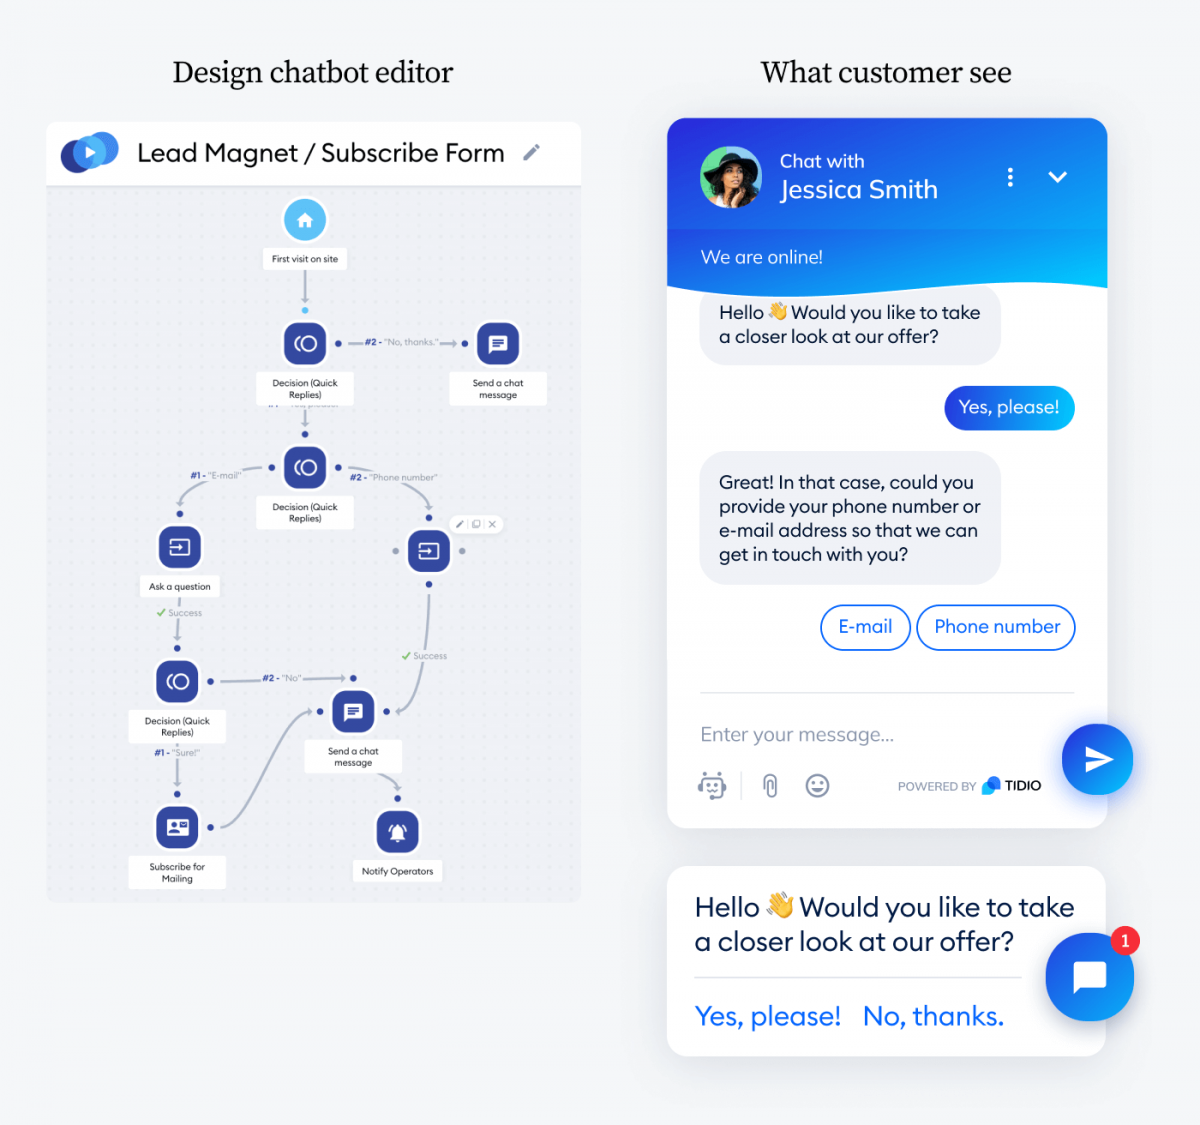 Design chatbot editor
Lead Magnet / Subscribe Form
First visit on site
#2 - "No, thanks."
Decision (Quick
Replies)
Send a chat
message
#1 - "E-mail"
#2 - "Phone number"
Decision (Quick
Replies)
Ask a question
Success
Success
#2 - "No"
Decision (Quick
Replies)
#1 - "Sure!"
Send a chat
message
Subscribe for
Mailing
Notify Operators
What customer see
Chat with
Jessica Smith
We are online!
Hello 👋 Would you like to take
a closer look at our offer?
Yes, please!
Great! In that case, could you
provide your phone number or
e-mail address so that we can
get in touch with you?
E-mail
Phone number
Enter your message...
POWERED BY TIDIO
Hello 👋 Would you like to take
a closer look at our offer?
1
Yes, please! No, thanks.